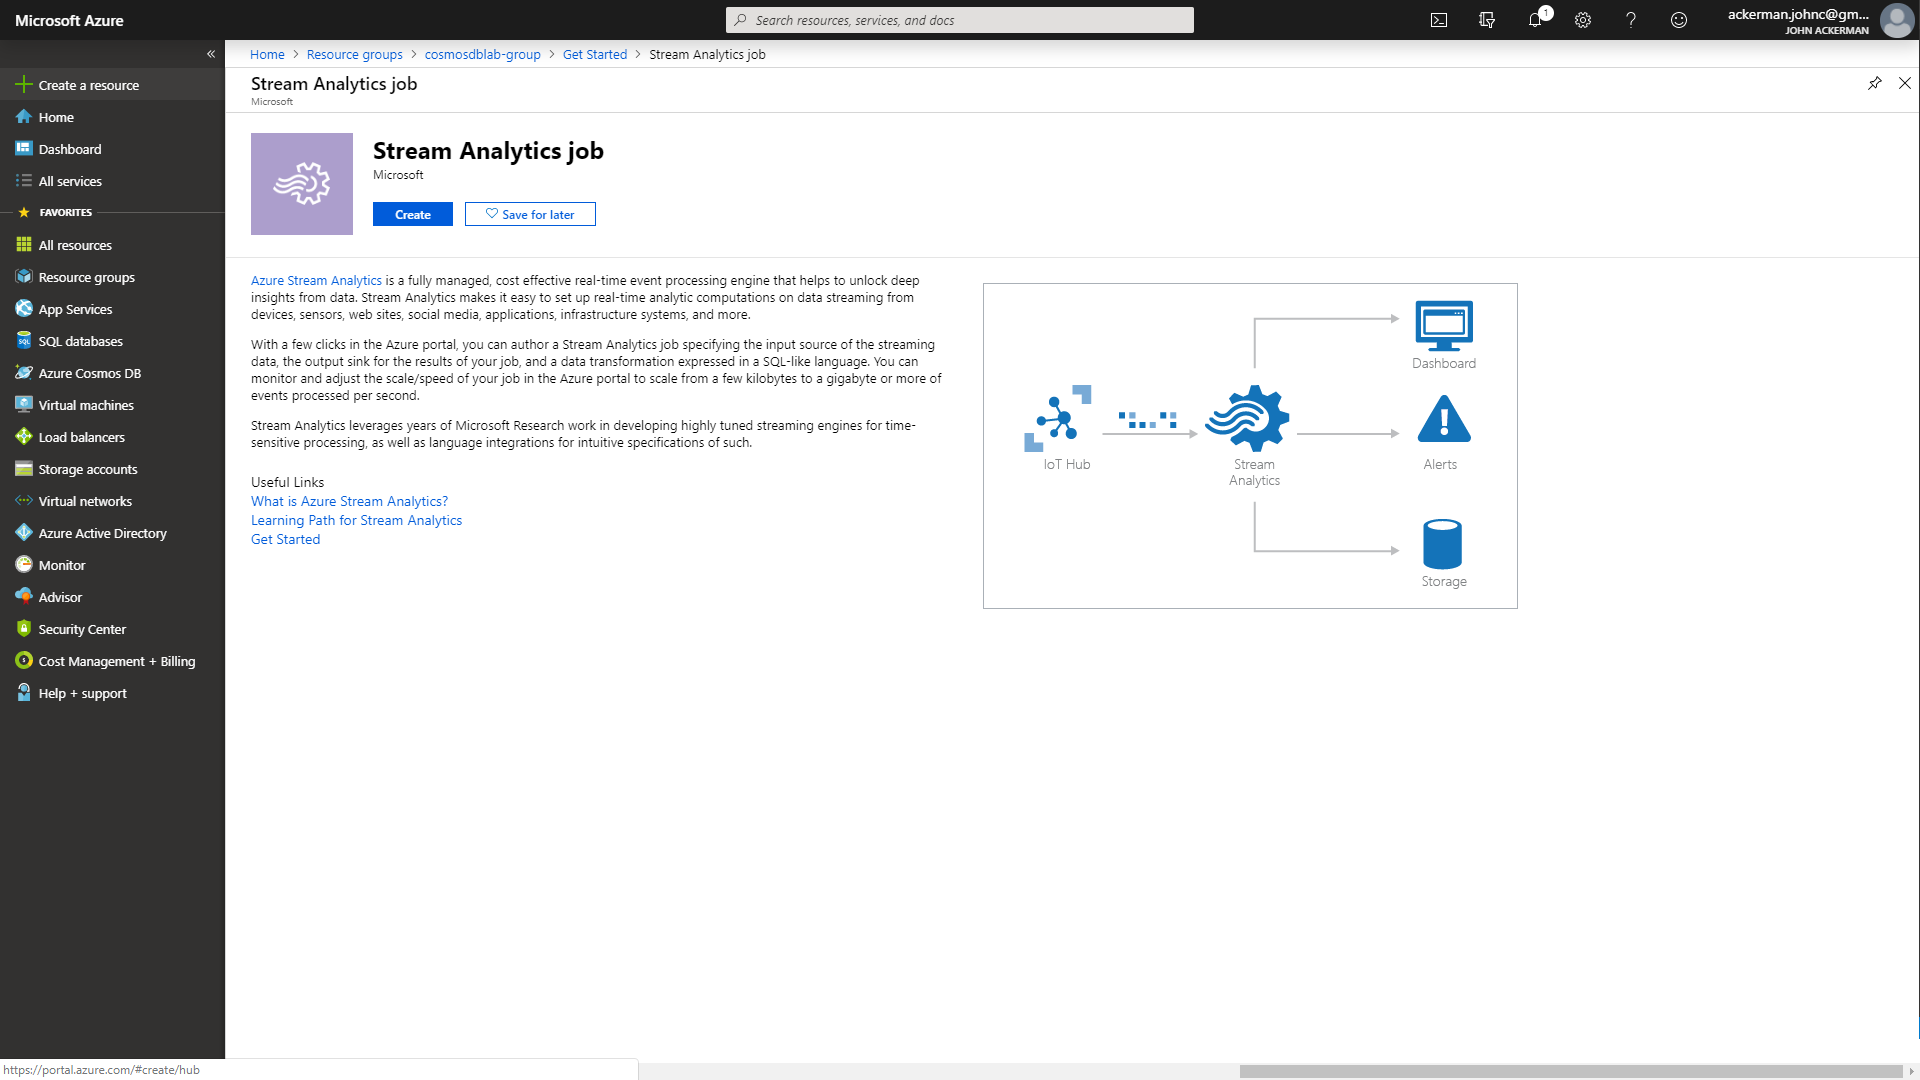 Microsoft Azure
Search resources, services, and docs
1
ackerman.johnc@gm...
JOHN ACKERMAN
«
Create a resource
Home
Dashboard
All services
FAVORITES
All resources
Resource groups
App Services
SQL databases
Azure Cosmos DB
Virtual machines
Load balancers
Storage accounts
Virtual networks
Azure Active Directory
Monitor
Advisor
Security Center
Cost Management + Billing
Help + support
Home > Resource groups > cosmosdblab-group > Get Started > Stream Analytics job
Stream Analytics job
Microsoft
Stream Analytics job
Microsoft
Create
Save for later
Azure Stream Analytics is a fully managed, cost effective real-time event processing engine that helps to unlock deep
insights from data. Stream Analytics makes it easy to set up real-time analytic computations on data streaming from
devices, sensors, web sites, social media, applications, infrastructure systems, and more.
With a few clicks in the Azure portal, you can author a Stream Analytics job specifying the input source of the streaming
data, the output sink for the results of your job, and a data transformation expressed in a SQL-like language. You can
monitor and adjust the scale/speed of your job in the Azure portal to scale from a few kilobytes to a gigabyte or more of
events processed per second.
Stream Analytics leverages years of Microsoft Research work in developing highly tuned streaming engines for time-
sensitive processing, as well as language integrations for intuitive specifications of such.
Useful Links
What is Azure Stream Analytics?
Learning Path for Stream Analytics
Get Started
Dashboard
IoT Hub
Stream
Analytics
Alerts
Storage
https://portal.azure.com/#create/hub